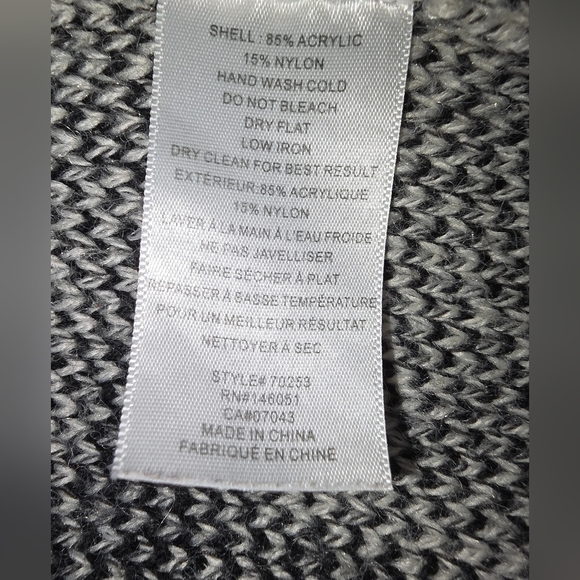 SHELL : 85% ACRYLIC
15% NYLON
HAND WASH COLD
DO NOT BLEACH
DRY FLAT
LOW IRON
DRY CLEAN FOR BEST RESULT
EXTÉRIEUR:85% ACRYLIQUE
15% NYLON
LAVER À LA MAIN À L'EAU FROIDE
NE PAS JAVELLISER
FAIRE SÉCHER À PLAT
REPASSER À BASSE TEMPÉRATURE
POUR UN MEILLEUR RÉSULTAT
NETTOYER À SEC
STYLE# 70253
RN#146051
CA#07043
MADE IN CHINA
FABRIQUÉ EN CHINE